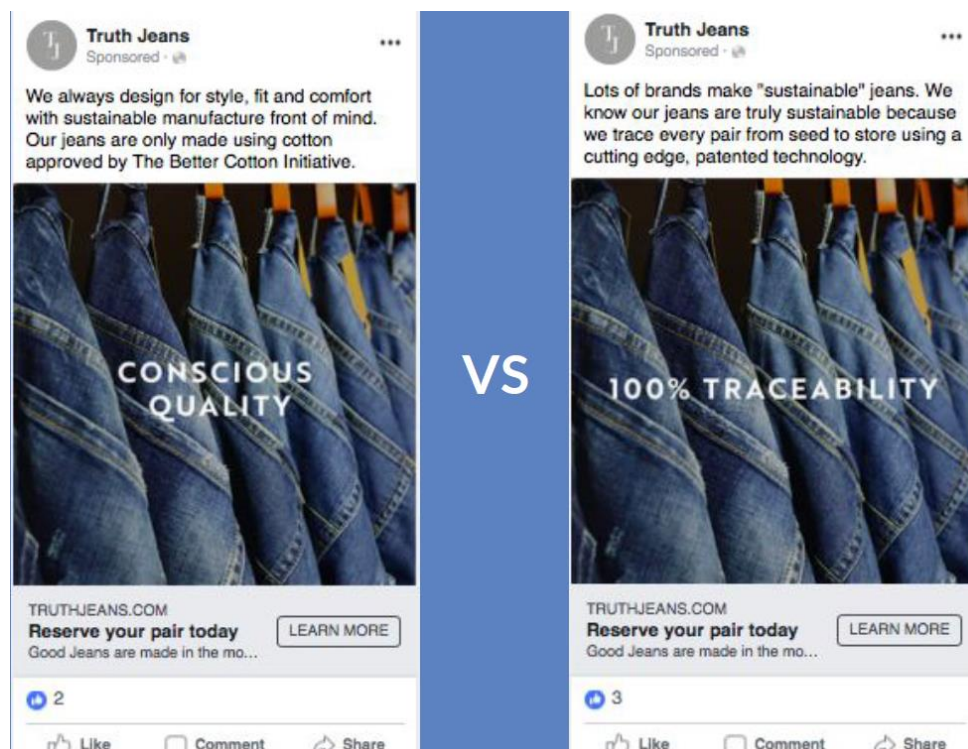 TJ
Truth Jeans
Sponsored ·
We always design for style, fit and comfort
with sustainable manufacture front of mind.
Our jeans are only made using cotton
approved by The Better Cotton Initiative.
CONSCIOUS
QUALITY
TRUTHJEANS.COM
Reserve your pair today
Good Jeans are made in the mo...
LEARN MORE
2
Like
Comment
Share
VS
TJ
Truth Jeans
Sponsored ·
Lots of brands make "sustainable" jeans. We
know our jeans are truly sustainable because
we trace every pair from seed to store using a
cutting edge, patented technology.
100% TRACEABILITY
TRUTHJEANS.COM
Reserve your pair today
Good Jeans are made in the mo...
LEARN MORE
3
Like
Comment
Share